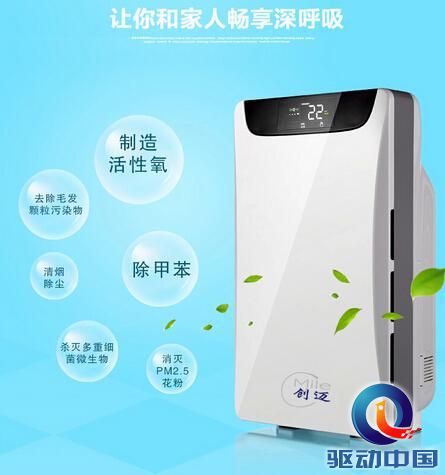 让你和家人畅享深呼吸
22
制造
活性氧
去除毛发
颗粒污染物
清烟
除尘
除甲苯
杀灭多重细
菌微生物
消灭
PM2.5
花粉
Mile
创迈
驱动中国